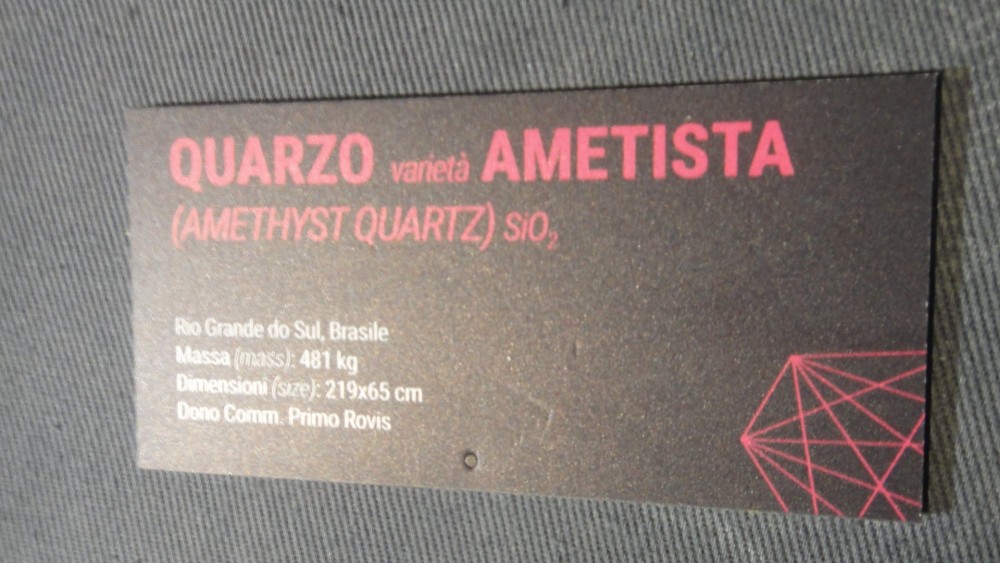 QUARZO varietà AMETISTA
(AMETHYST QUARTZ) SiO₂
Rio Grande do Sul, Brasile
Massa (mass): 481 kg
Dimensioni (size): 219x65 cm
Dono Comm. Primo Rovis